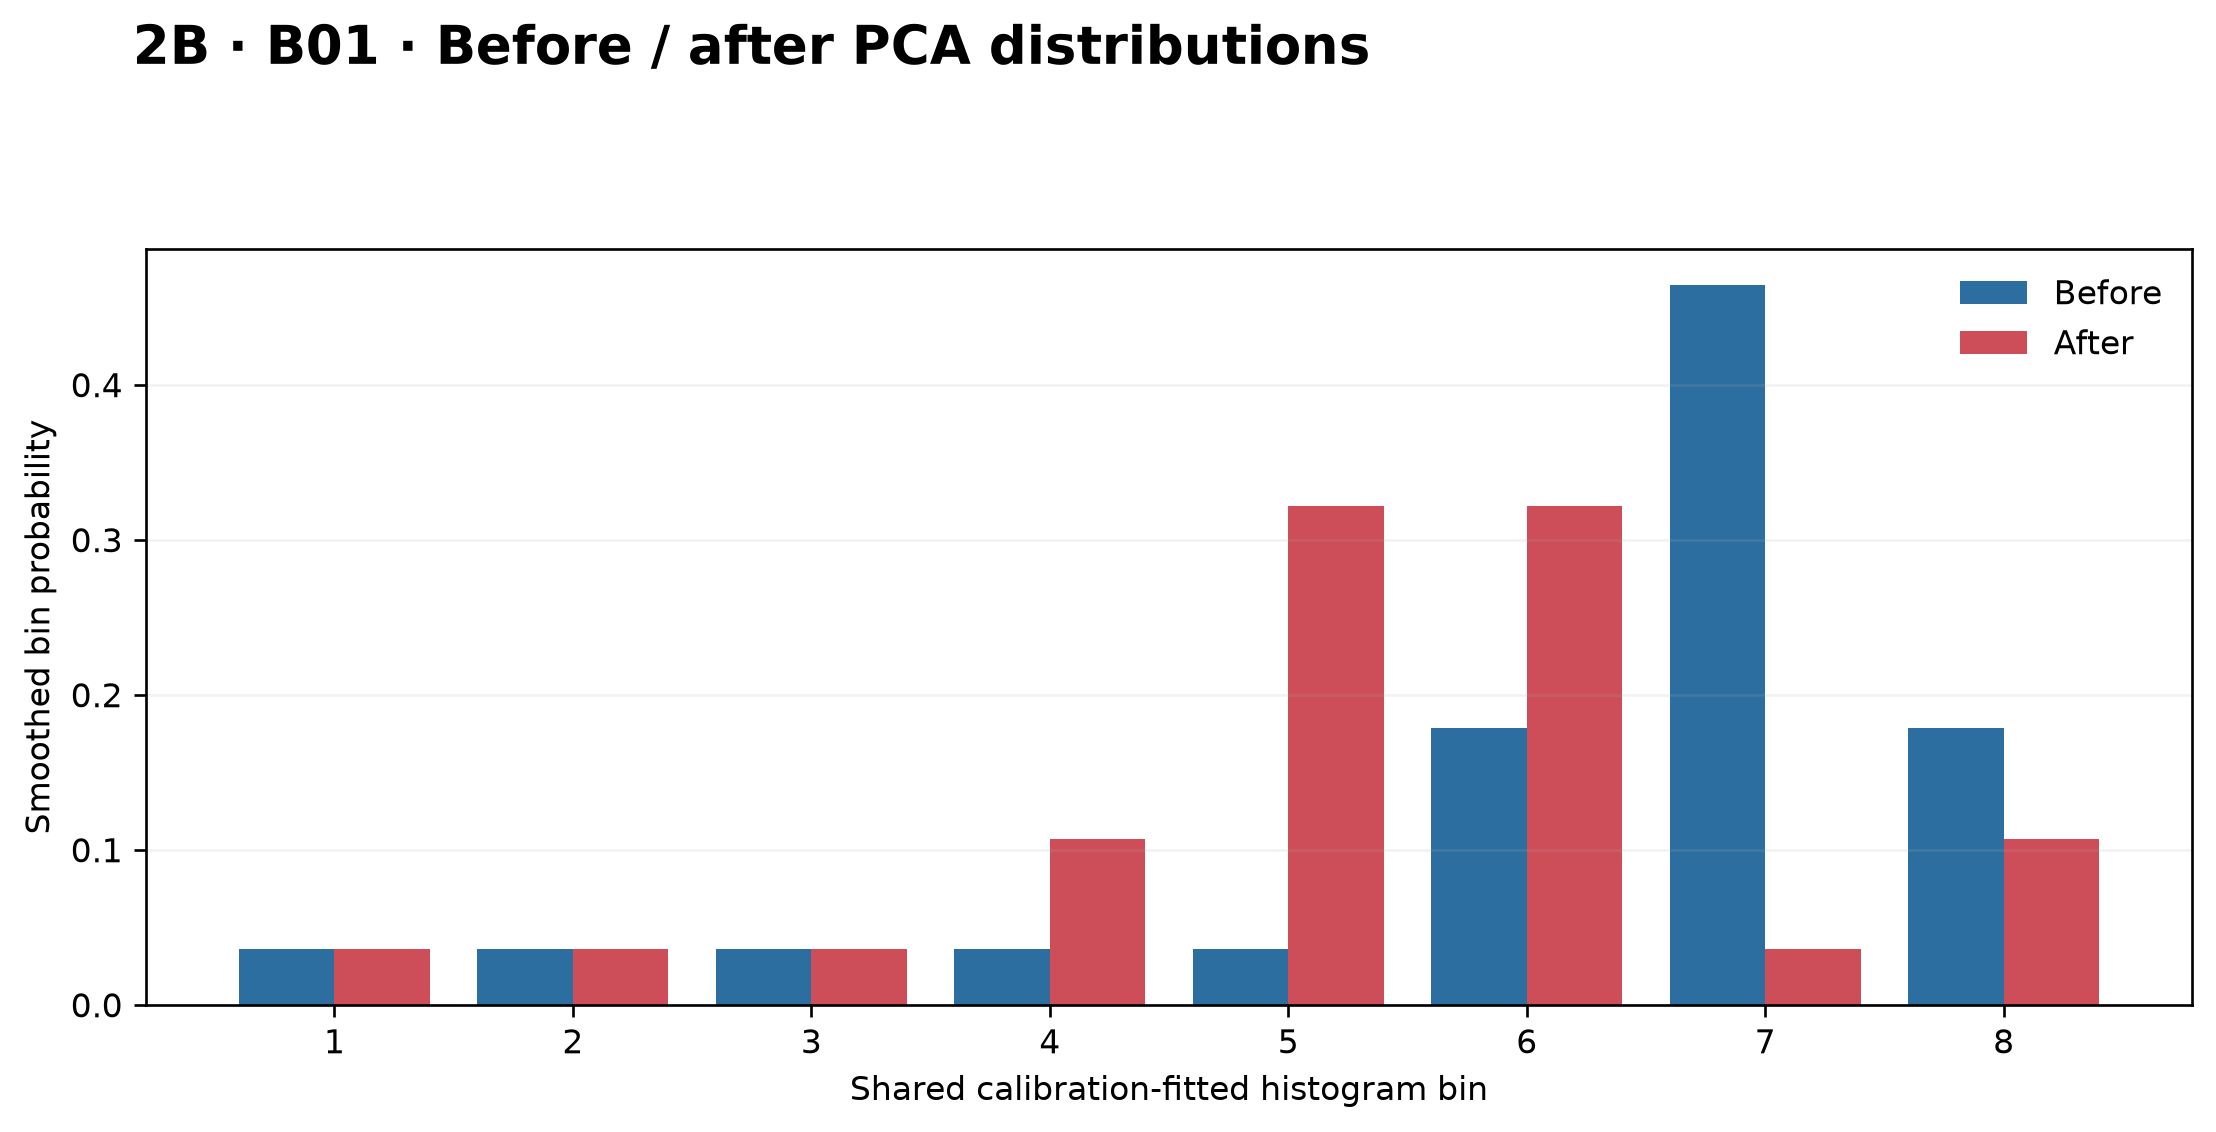 2B · B01 · Before / after PCA distributions
Before
After
Smoothed bin probability
0.4
0.3
0.2
0.1
0.0
1 2 3 4 5 6 7 8
Shared calibration-fitted histogram bin